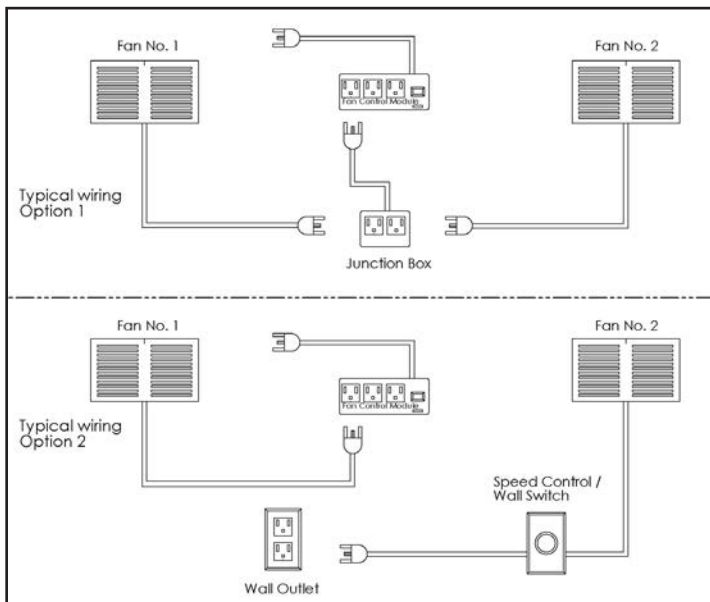 Fan No. 1
Fan No. 2
Fan Control Module
Typical wiring
Option 1
Junction Box
Fan No. 1
Fan No. 2
Fan Control Module
Typical wiring
Option 2
Speed Control /
Wall Switch
Wall Outlet